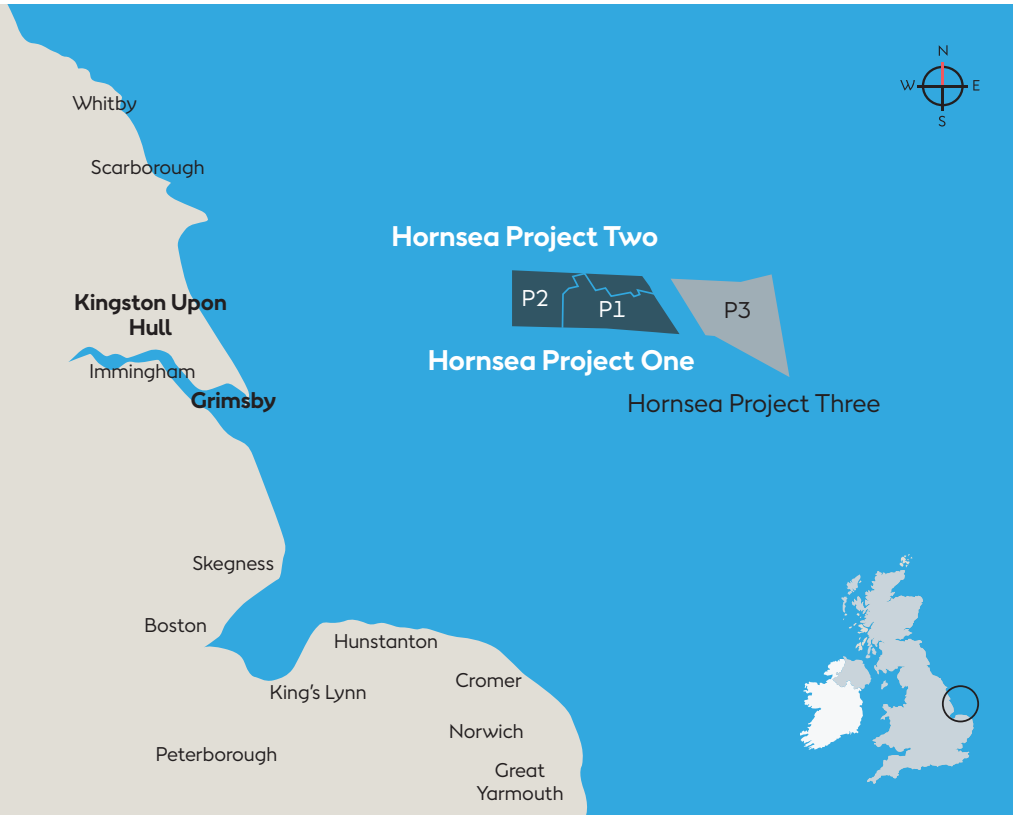 N
W
E
S
Whitby
Scarborough
Hornsea Project Two
P2
P1
P3
Kingston Upon
Hull
Hornsea Project One
Immingham
Grimsby
Hornsea Project Three
Skegness
Boston
Hunstanton
King's Lynn
Cromer
Norwich
Peterborough
Great
Yarmouth